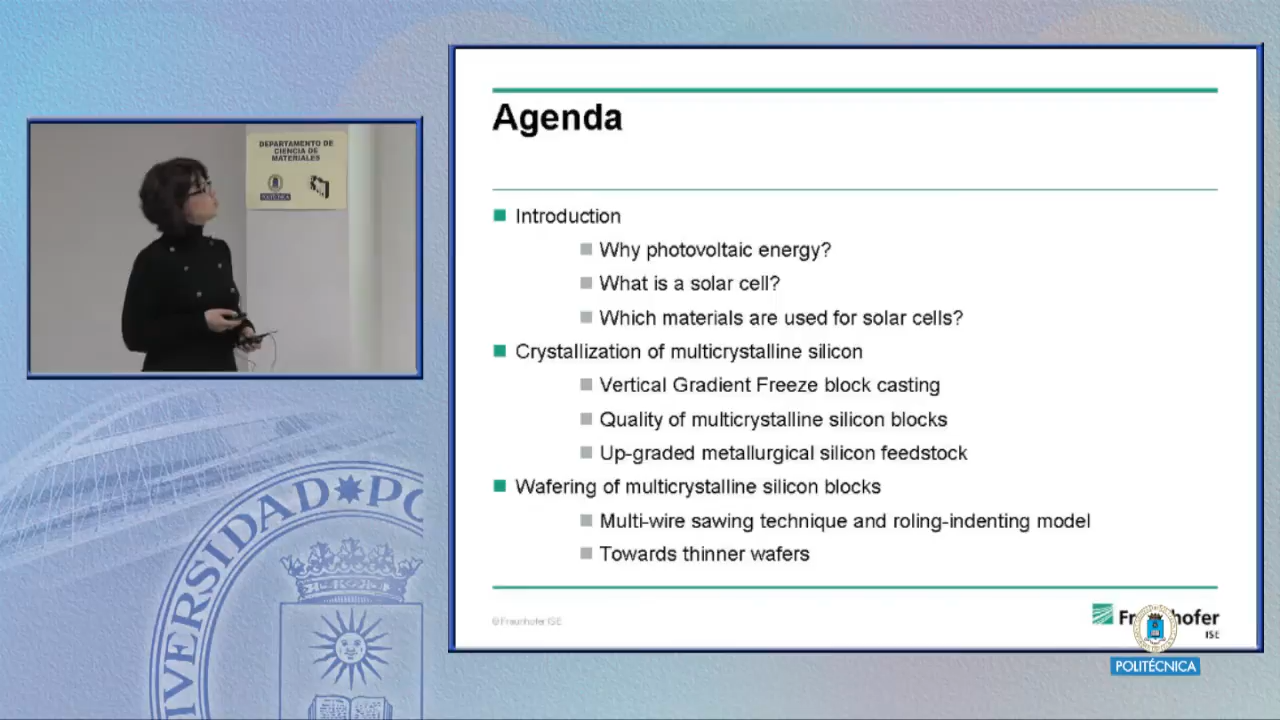 DEPARTAMENTO DE
CIENCIA DE
MATERIALES
POLITÉCNICA
Agenda
Introduction
Why photovoltaic energy?
What is a solar cell?
Which materials are used for solar cells?
Crystallization of multicrystalline silicon
Vertical Gradient Freeze block casting
Quality of multicrystalline silicon blocks
Up-graded metallurgical silicon feedstock
Wafering of multicrystalline silicon blocks
Multi-wire sawing technique and roling-indenting model
Towards thinner wafers
©Fraunhofer ISE
ISE
POLITÉCNICA